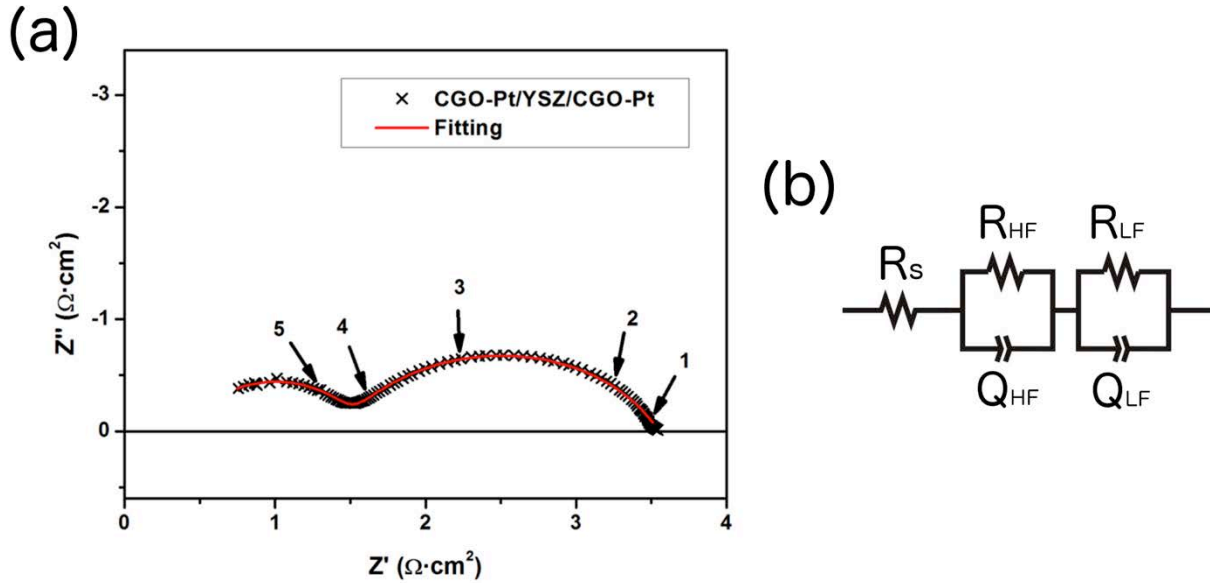 (a)
CGO-Pt/YSZ/CGO-Pt
Fitting
-3
-2
-1
0
Z'' (Ω·cm²)
5
4
3
2
1
0
1
2
3
4
Z' (Ω·cm²)
(b)
Rs
RHF
RLF
QHF
QLF